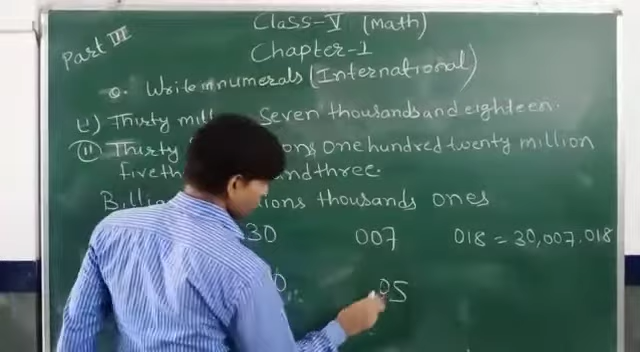 Class-V (Math)
Part III
Chapter-1
Q. Write in numerals (International)
i) Thirty mill Seven thousands and eighteen.
(ii) Thirty ons one hundred twenty million
five th and three.
Billi ions thousands ones
30 007 018 = 30,007,018
0 05